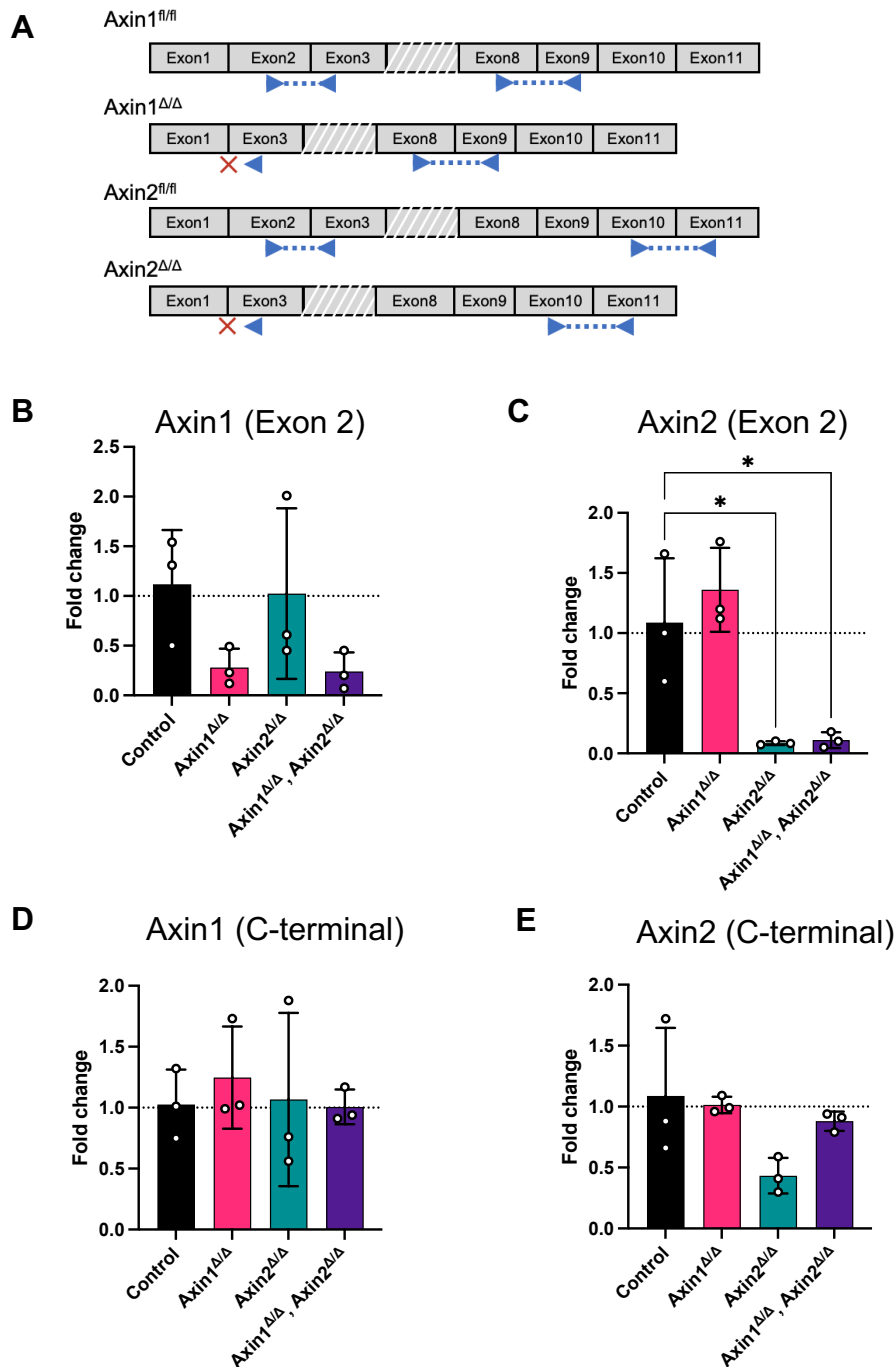 A
Axin1fl/fl
Exon1 Exon2 Exon3 Exon8 Exon9 Exon10 Exon11
Axin1Δ/Δ
Exon1 Exon3 Exon8 Exon9 Exon10 Exon11
Axin2fl/fl
Exon1 Exon2 Exon3 Exon8 Exon9 Exon10 Exon11
Axin2Δ/Δ
Exon1 Exon3 Exon8 Exon9 Exon10 Exon11
B
Axin1 (Exon 2)
2.5
2.0
1.5
1.0
0.5
0.0
Fold change
Control
Axin1Δ/Δ
Axin2Δ/Δ
Axin1Δ/Δ, Axin2Δ/Δ
C
Axin2 (Exon 2)
*
*
2.0
1.5
1.0
0.5
0.0
Fold change
Control
Axin1Δ/Δ
Axin2Δ/Δ
Axin1Δ/Δ, Axin2Δ/Δ
D
Axin1 (C-terminal)
2.0
1.5
1.0
0.5
0.0
Fold change
Control
Axin1Δ/Δ
Axin2Δ/Δ
Axin1Δ/Δ, Axin2Δ/Δ
E
Axin2 (C-terminal)
2.0
1.5
1.0
0.5
0.0
Fold change
Control
Axin1Δ/Δ
Axin2Δ/Δ
Axin1Δ/Δ, Axin2Δ/Δ